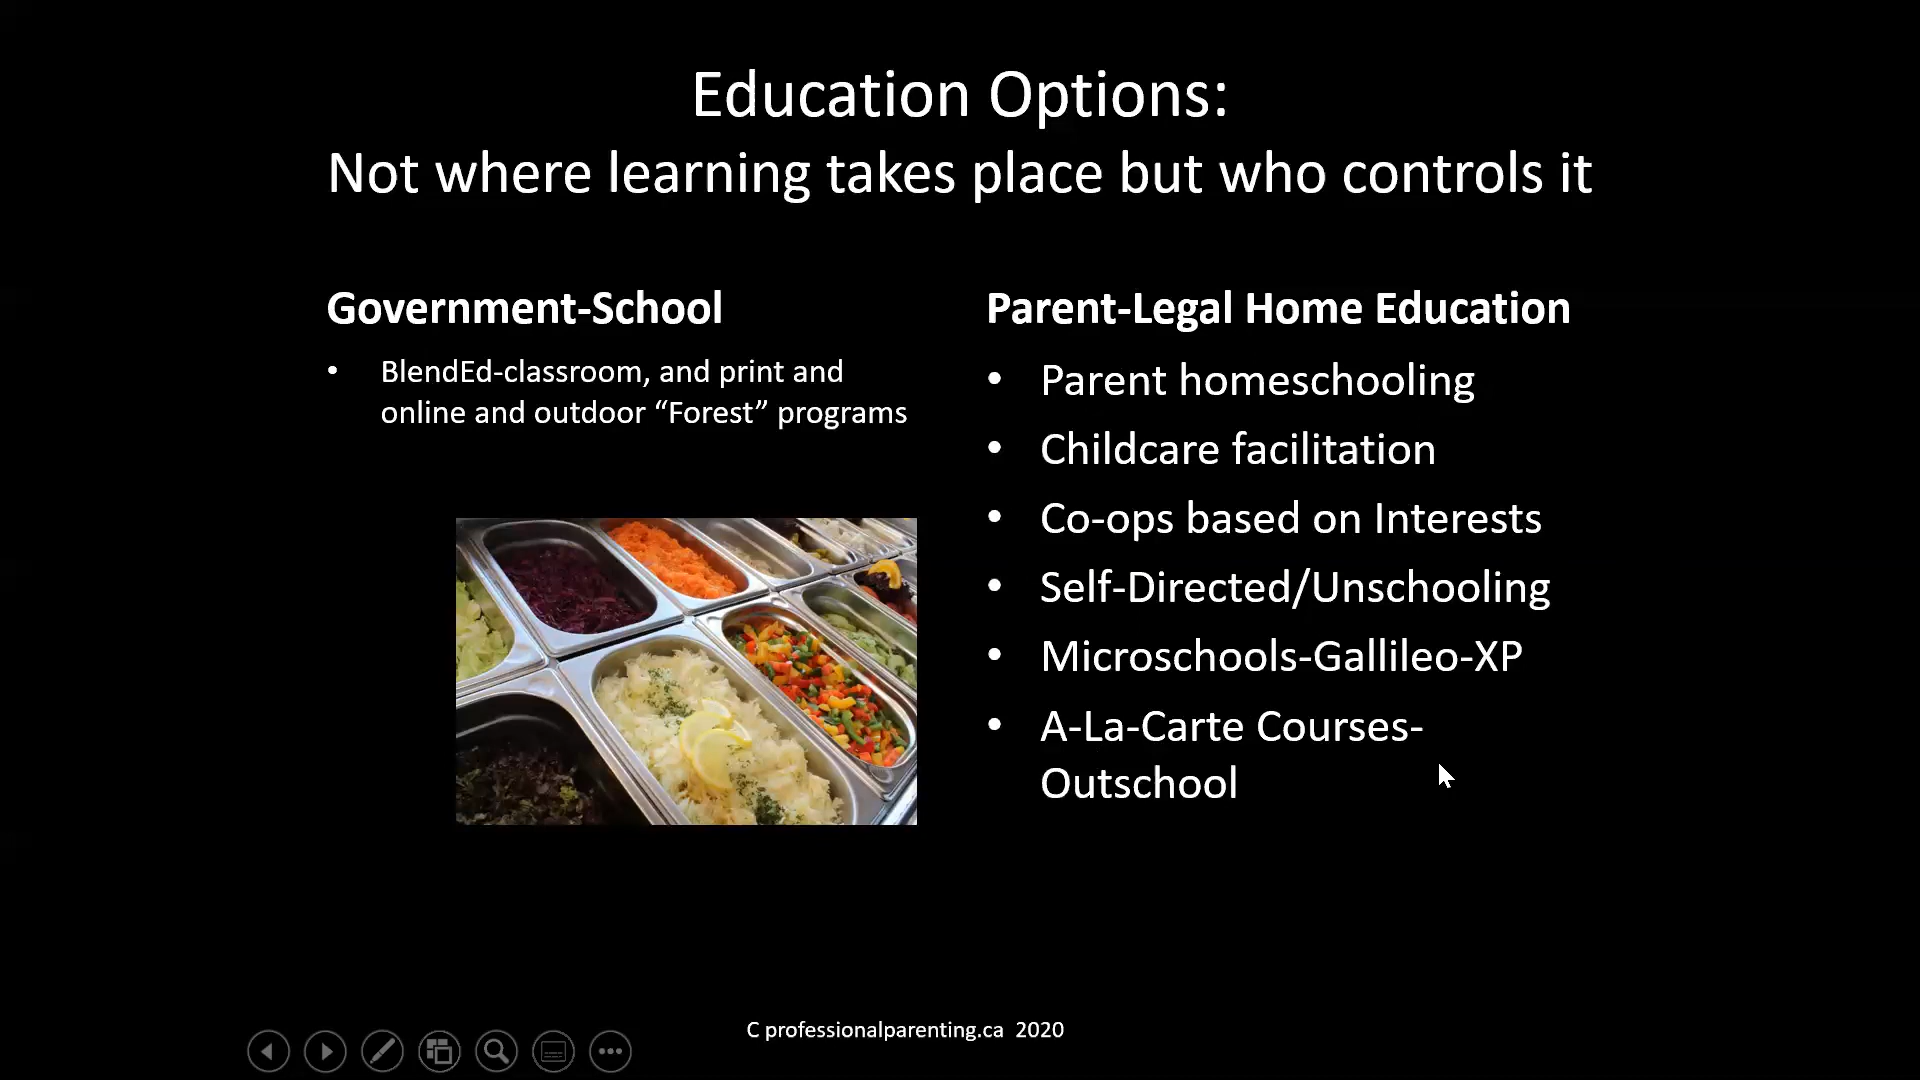 Education Options:
Not where learning takes place but who controls it
Government-School
• BlendEd-classroom, and print and
online and outdoor “Forest” programs
Parent-Legal Home Education
• Parent homeschooling
• Childcare facilitation
• Co-ops based on Interests
• Self-Directed/Unschooling
• Microschools-Gallileo-XP
• A-La-Carte Courses-
Outschool
C professionalparenting.ca 2020